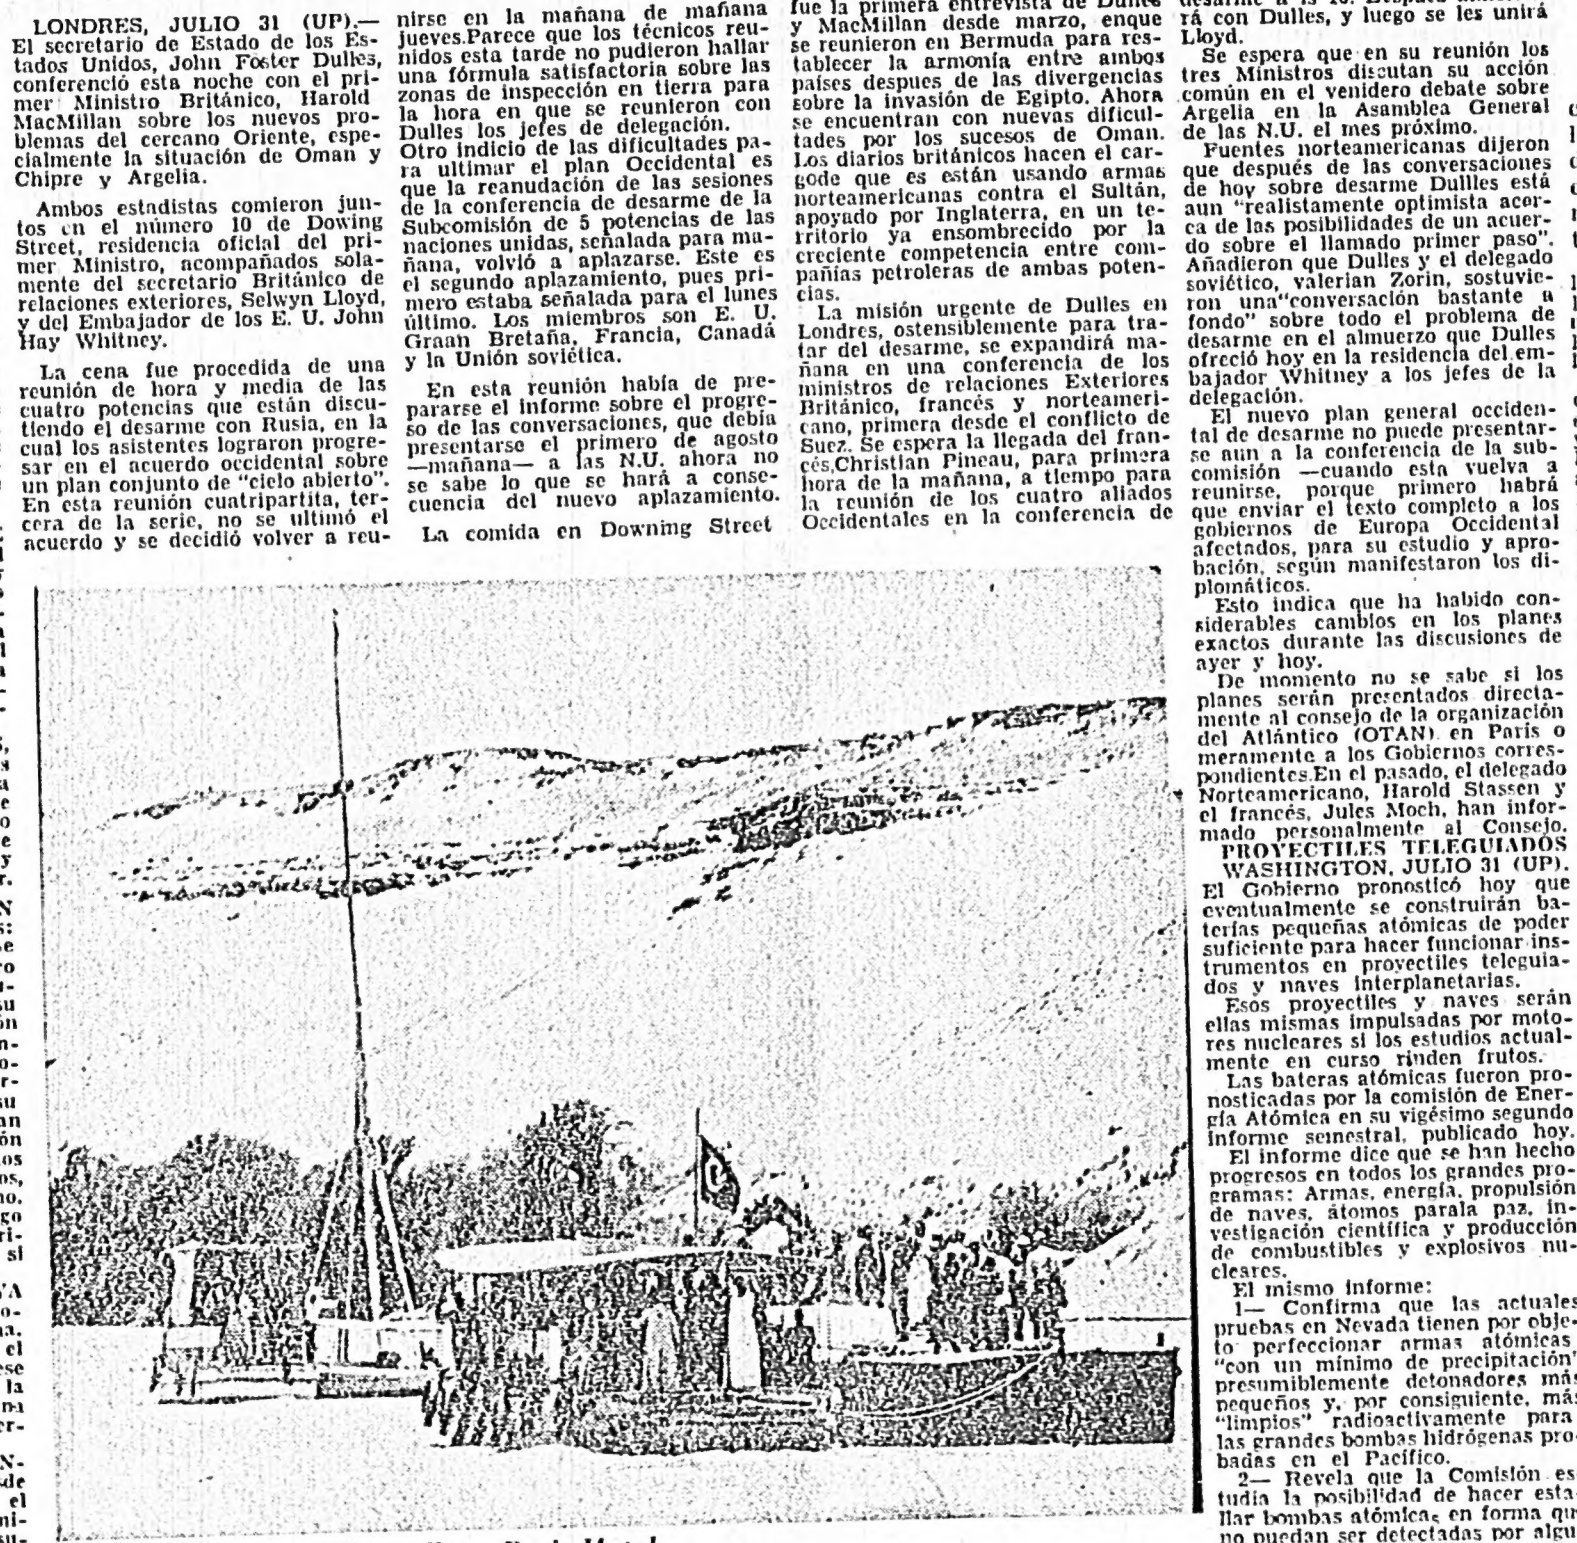 LONDRES, JULIO 31 (UP).—
El secretario de Estado de los Es-
tados Unidos, John Foster Dulles,
conferenció esta noche con el pri-
mer Ministro Británico, Harold
MacMillan sobre los nuevos pro-
blemas del cercano Oriente, espe-
cialmente la situación de Oman y
Chipre y Argelia.
Ambos estadistas comieron jun-
tos en el número 10 de Dowing
Street, residencia oficial del pri-
mer Ministro, acompañados sola-
mente del secretario Británico de
relaciones exteriores, Selwyn Lloyd,
y del Embajador de los E. U. John
Hay Whitney.
La cena fue procedida de una
reunión de hora y media de las
cuatro potencias que están discu-
tiendo el desarme con Rusia, en la
cual los asistentes lograron progre-
sar en el acuerdo occidental sobre
un plan conjunto de "cielo abierto".
En esta reunión cuatripartita, ter-
cera de la serie, no se ultimó el
acuerdo y se decidió volver a reu-
nirse en la mañana de mañana
jueves.Parece que los técnicos reu-
nidos esta tarde no pudieron hallar
una fórmula satisfactoria sobre las
zonas de inspección en tierra para
la hora en que se reunieron con
Dulles los jefes de delegación.
Otro indicio de las dificultades pa-
ra ultimar el plan Occidental es
que la reanudación de las sesiones
de la conferencia de desarme de la
Subcomisión de 5 potencias de las
naciones unidas, señalada para ma-
ñana, volvió a aplazarse. Este es
el segundo aplazamiento, pues pri-
mero estaba señalada para el lunes
último. Los miembros son E. U.
Graan Bretaña, Francia, Canadá
y la Unión soviética.
En esta reunión había de pre-
pararse el informe sobre el progre-
so de las conversaciones, que debía
presentarse el primero de agosto
—mañana— a las N.U. ahora no
se sabe lo que se hará a conse-
cuencia del nuevo aplazamiento.
La comida en Downing Street
fue la primera entrevista de Dulles
y MacMillan desde marzo, enque
se reunieron en Bermuda para res-
tablecer la armonía entre ambos
países despues de las divergencias
sobre la invasión de Egipto. Ahora
se encuentran con nuevas dificul-
tades por los sucesos de Oman.
Los diarios británicos hacen el car-
gode que es están usando armas
norteamericanas contra el Sultán,
apoyado por Inglaterra, en un te-
rritorio ya ensombrecido por la
creciente competencia entre com-
pañías petroleras de ambas poten-
cias.
La misión urgente de Dulles en
Londres, ostensiblemente para tra-
tar del desarme, se expandirá ma-
ñana en una conferencia de los
ministros de relaciones Exteriores
Británico, francés y norteameri-
cano, primera desde el conflicto de
Suez. Se espera la llegada del fran-
cés,Christian Pineau, para primera
hora de la mañana, a tiempo para
la reunión de los cuatro aliados
Occidentales en la conferencia de
rá con Dulles, y luego se les unirá
Lloyd.
Se espera que en su reunión los
tres Ministros discutan su acción
común en el venidero debate sobre
Argelia en la Asamblea General
de las N.U. el mes próximo.
Fuentes norteamericanas dijeron
que después de las conversaciones
de hoy sobre desarme Dullles está
aun "realistamente optimista acer-
ca de las posibilidades de un acuer-
do sobre el llamado primer paso".
Añadieron que Dulles y el delegado
soviético, valerian Zorin, sostuvie-
ron una"conversación bastante a
fondo" sobre todo el problema de
desarme en el almuerzo que Dulles
ofreció hoy en la residencia del em-
bajador Whitney a los jefes de la
delegación.
El nuevo plan general occiden-
tal de desarme no puede presentar-
se aun a la conferencia de la sub-
comisión —cuando esta vuelva a
reunirse, porque primero habrá
que enviar el texto completo a los
gobiernos de Europa Occidental
afectados, para su estudio y apro-
bación, según manifestaron los di-
plomáticos.
Esto indica que ha habido con-
siderables cambios en los planes
exactos durante las discusiones de
ayer y hoy.
De momento no se sabe si los
planes serán presentados directa-
mente al consejo de la organización
del Atlántico (OTAN) en París o
meramente a los Gobiernos corres-
pondientes.En el pasado, el delegado
Norteamericano, Harold Stassen y
el francés, Jules Moch, han infor-
mado personalmente al Consejo.
PROYECTILES TELEGUIADOS
WASHINGTON, JULIO 31 (UP).
El Gobierno pronosticó hoy que
eventualmente se construirán ba-
terías pequeñas atómicas de poder
suficiente para hacer funcionar ins-
trumentos en proyectiles teleguia-
dos y naves interplanetarias.
Esos proyectiles y naves serán
ellas mismas impulsadas por moto-
res nucleares si los estudios actual-
mente en curso rinden frutos.
Las bateras atómicas fueron pro-
nosticadas por la comisión de Ener-
gía Atómica en su vigésimo segundo
informe semestral, publicado hoy.
El informe dice que se han hecho
progresos en todos los grandes pro-
gramas: Armas, energía, propulsión
de naves, átomos parala paz, in-
vestigación científica y producción
de combustibles y explosivos nu-
cleares.
El mismo informe:
1— Confirma que las actuales
pruebas en Nevada tienen por obje-
to perfeccionar armas atómicas
"con un mínimo de precipitación"
presumiblemente detonadores más
pequeños y, por consiguiente, más
"limpios" radioactivamente para
las grandes bombas hidrógenas pro-
badas en el Pacífico.
2— Revela que la Comisión es-
tudia la posibilidad de hacer esta-
llar bombas atómicas en forma que
no puedan ser detectadas por algu